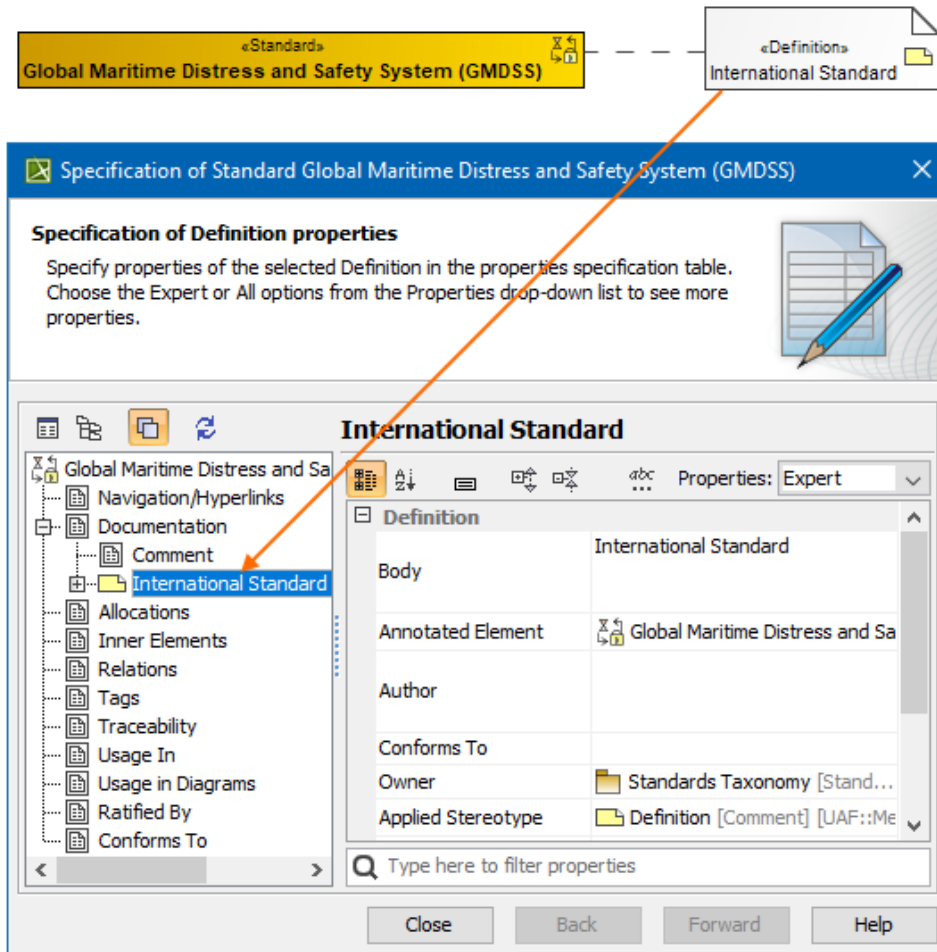 «Standard»
Global Maritime Distress and Safety System (GMDSS)
«Definition»
International Standard
Specification of Standard Global Maritime Distress and Safety System (GMDSS)
Specification of Definition properties
Specify properties of the selected Definition in the properties specification table.
Choose the Expert or All options from the Properties drop-down list to see more
properties.
Global Maritime Distress and Sa
Navigation/Hyperlinks
Documentation
Comment
International Standard
Allocations
Inner Elements
Relations
Tags
Traceability
Usage In
Usage in Diagrams
Ratified By
Conforms To
International Standard
Properties: Expert
Definition
Body International Standard
Annotated Element Global Maritime Distress and Sa
Author
Conforms To
Owner Standards Taxonomy [Stand...
Applied Stereotype Definition [Comment] [UAF::Me
Type here to filter properties
Close Back Forward Help